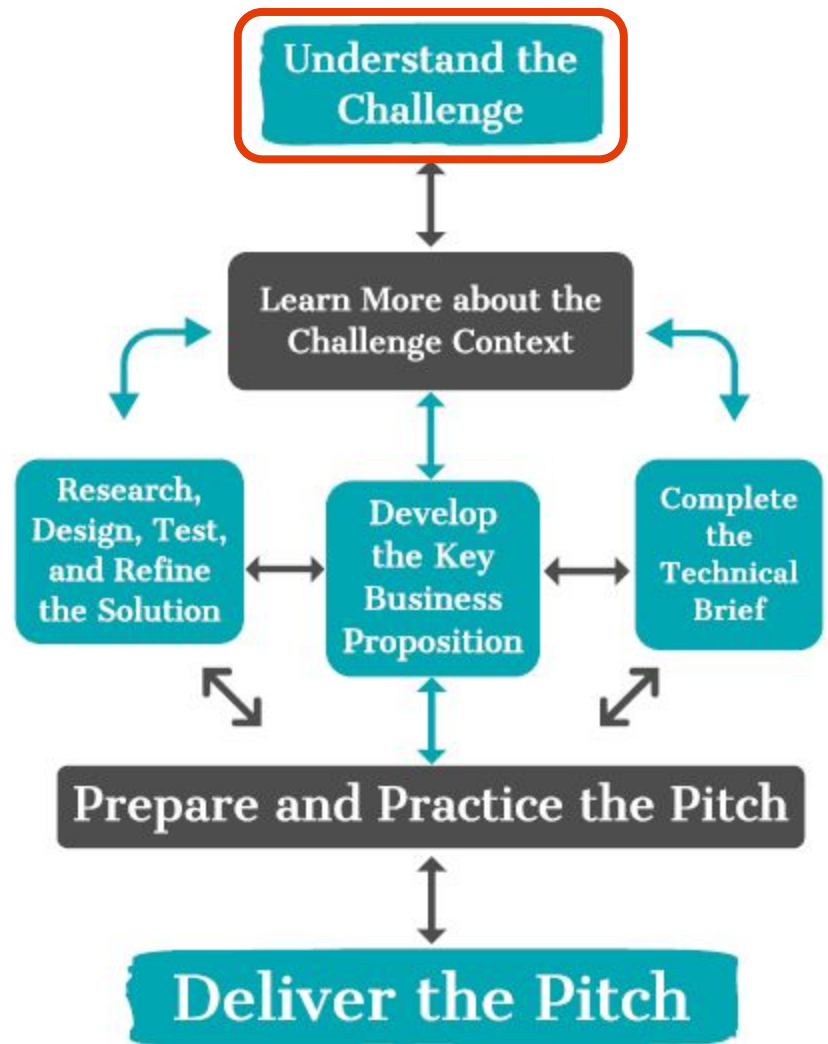 Understand the
Challenge
Learn More about the
Challenge Context
Research,
Design, Test,
and Refine
the Solution
Develop
the Key
Business
Proposition
Complete
the
Technical
Brief
Prepare and Practice the Pitch
Deliver the Pitch